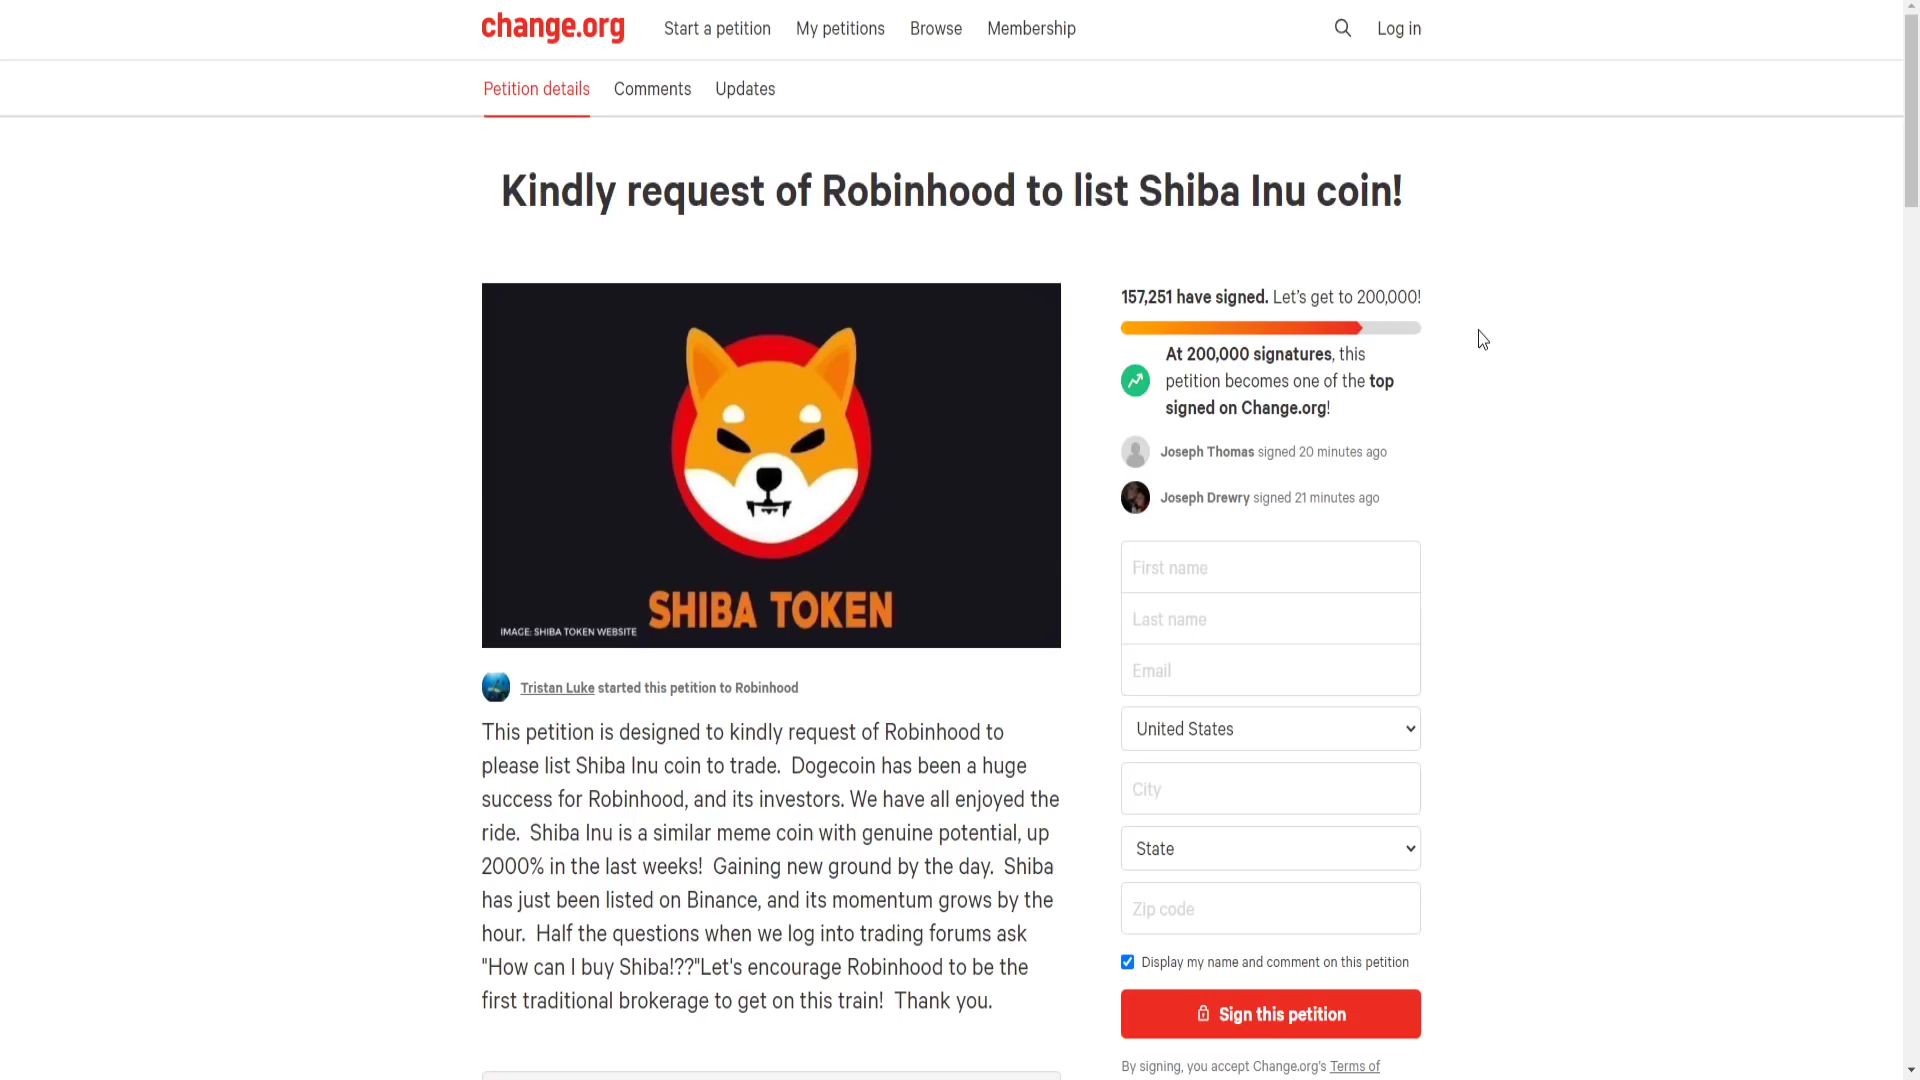 change.org Start a petition My petitions Browse Membership Log in
Petition details Comments Updates
Kindly request of Robinhood to list Shiba Inu coin!
SHIBA TOKEN
IMAGE: SHIBA TOKEN WEBSITE
Tristan Luke started this petition to Robinhood
This petition is designed to kindly request of Robinhood to
please list Shiba Inu coin to trade.  Dogecoin has been a huge
success for Robinhood, and its investors. We have all enjoyed the
ride.  Shiba Inu is a similar meme coin with genuine potential, up
2000% in the last weeks!  Gaining new ground by the day.  Shiba
has just been listed on Binance, and its momentum grows by the
hour.  Half the questions when we log into trading forums ask
"How can I buy Shiba!??"Let's encourage Robinhood to be the
first traditional brokerage to get on this train!  Thank you.
157,251 have signed. Let’s get to 200,000!
At 200,000 signatures, this
petition becomes one of the top
signed on Change.org!
Joseph Thomas signed 20 minutes ago
Joseph Drewry signed 21 minutes ago
First name
Last name
Email
United States
City
State
Zip code
Display my name and comment on this petition
Sign this petition
By signing, you accept Change.org’s Terms of